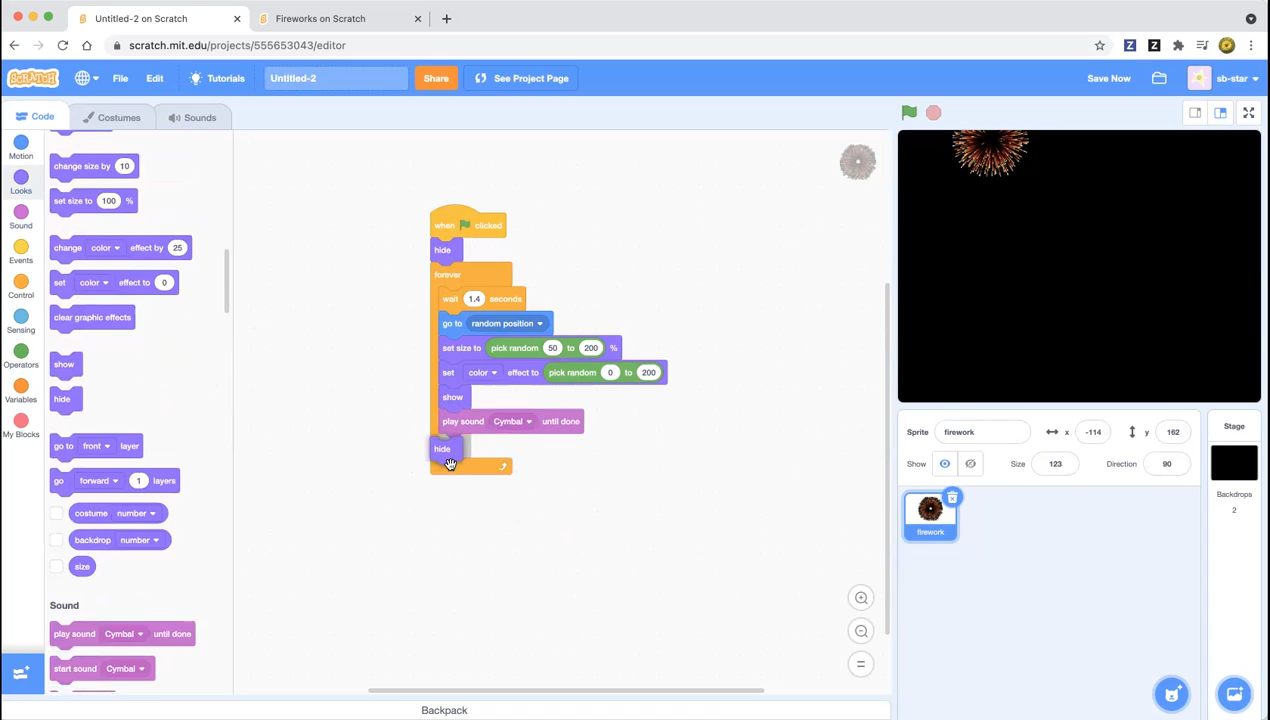 Untitled-2 on Scratch
Fireworks on Scratch
scratch.mit.edu/projects/555653043/editor
SCRATCH
File
Edit
Tutorials
Untitled-2
Share
See Project Page
Save Now
sb-star
Code
Costumes
Sounds
Motion
Looks
Sound
Events
Control
Sensing
Operators
Variables
My Blocks
change size by 10
set size to 100 %
change color effect by 25
set color effect to 0
clear graphic effects
show
hide
go to front layer
go forward 1 layers
costume number
backdrop number
size
Sound
play sound Cymbal until done
start sound Cymbal
when clicked
hide
forever
wait 1.4 seconds
go to random position
set size to pick random 50 to 200 %
set color effect to pick random 0 to 200
show
play sound Cymbal until done
hide
Sprite firework x -114 y 162
Show Size 123 Direction 90
firework
Stage
Backdrops
2
Backpack